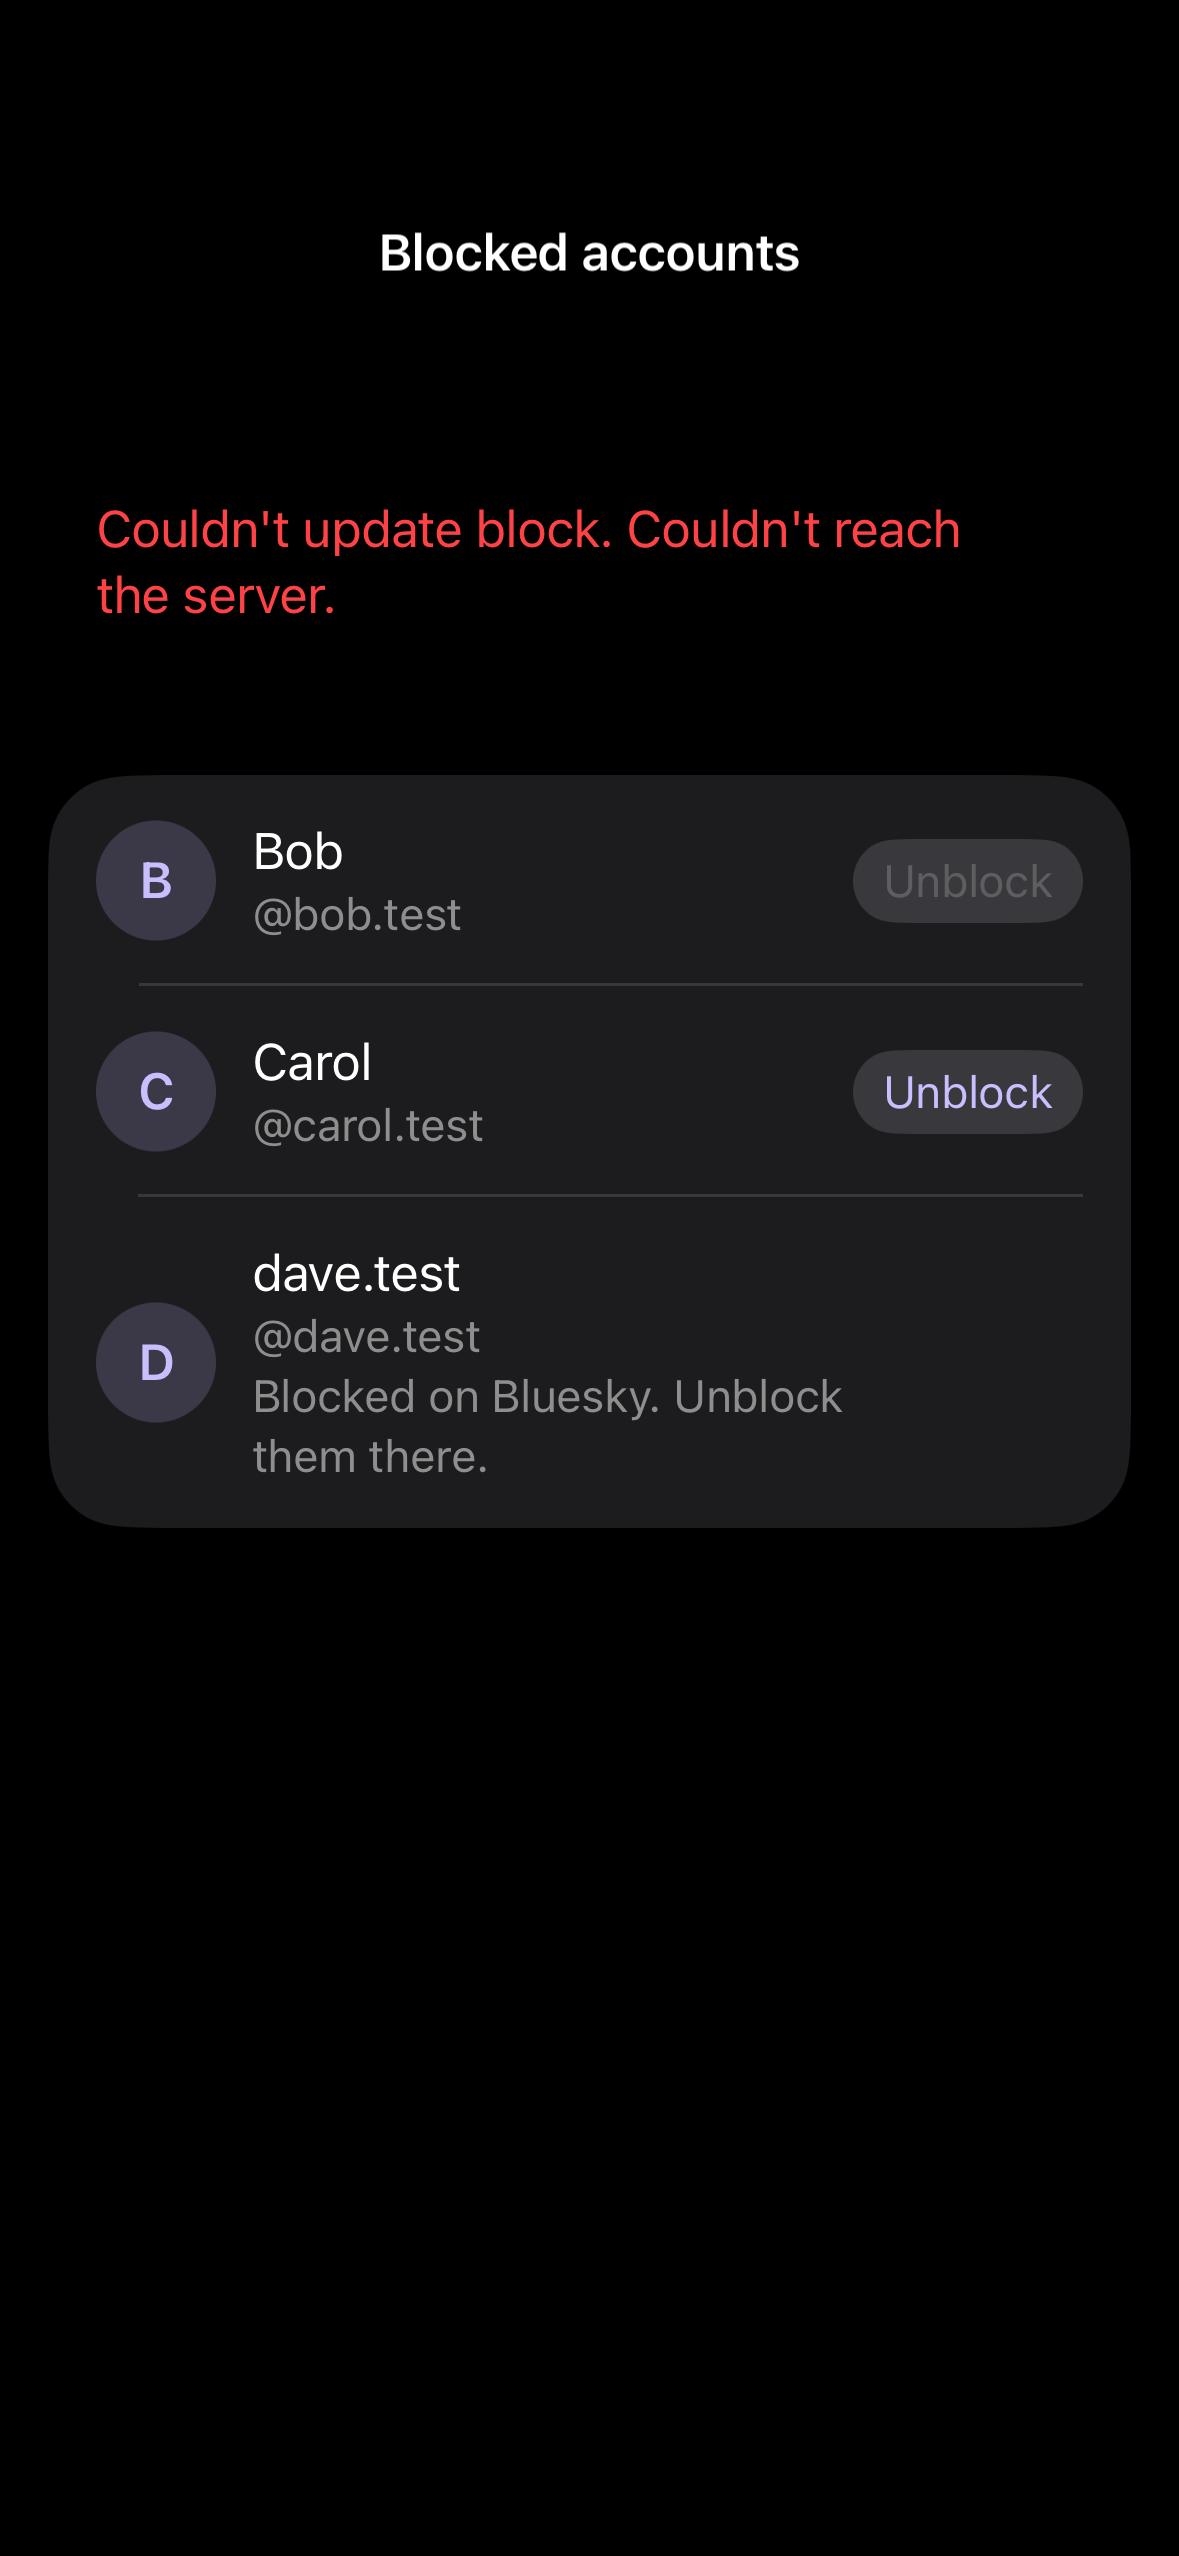 Blocked accounts
Couldn't update block. Couldn't reach
the server.
B
Bob
@bob.test
Unblock
C
Carol
@carol.test
Unblock
D
dave.test
@dave.test
Blocked on Bluesky. Unblock
them there.